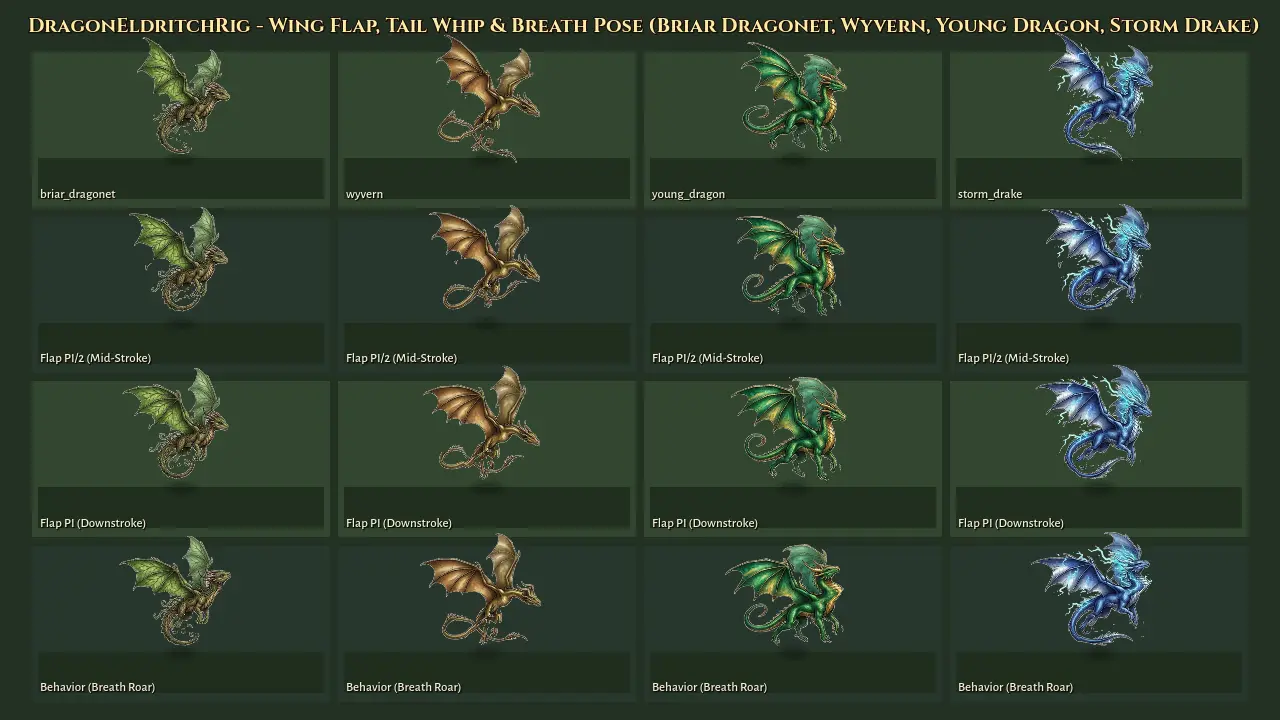 DragonEldritchRig - Wing Flap, Tail Whip & Breath Pose (Briar Dragonet, Wyvern, Young Dragon, Storm Drake)
briar_dragonet
wyvern
young_dragon
storm_drake
Flap PI/2 (Mid-Stroke)
Flap PI/2 (Mid-Stroke)
Flap PI/2 (Mid-Stroke)
Flap PI/2 (Mid-Stroke)
Flap PI (Downstroke)
Flap PI (Downstroke)
Flap PI (Downstroke)
Flap PI (Downstroke)
Behavior (Breath Roar)
Behavior (Breath Roar)
Behavior (Breath Roar)
Behavior (Breath Roar)